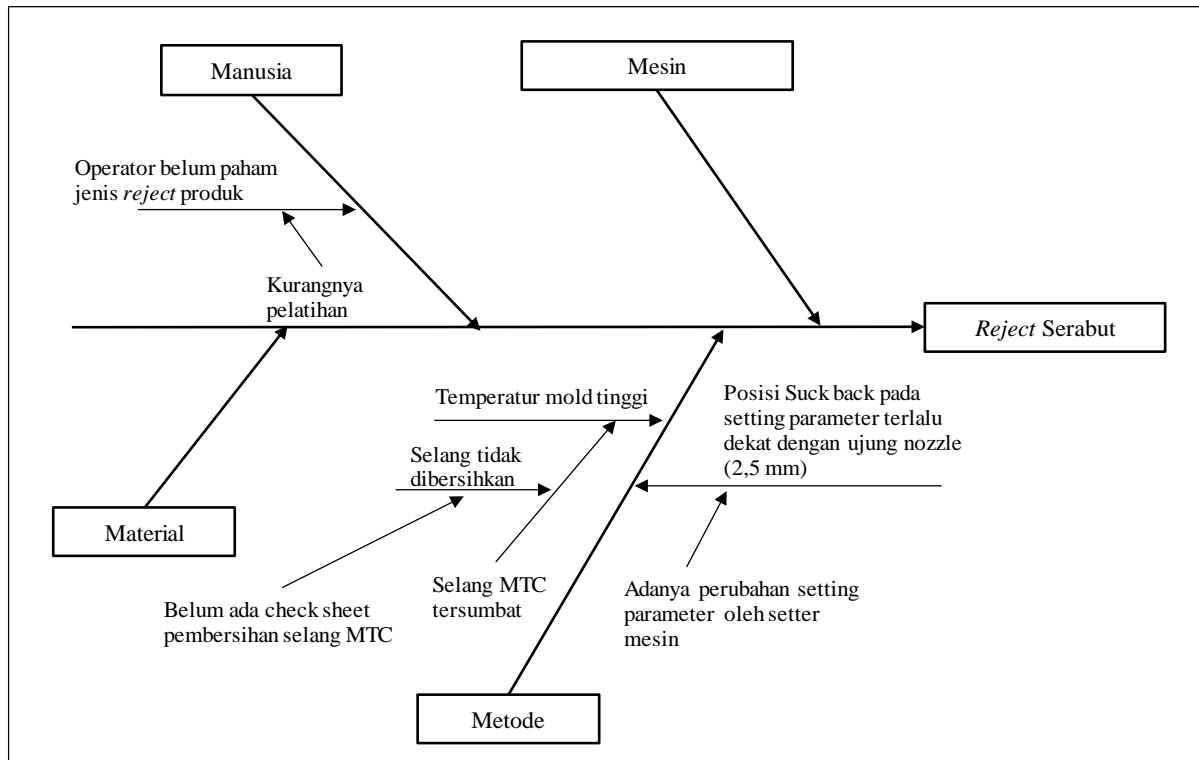 Manusia
Mesin
Operator belum paham
jenis reject produk
Kurangnya
pelatihan
Reject Serabut
Temperatur mold tinggi
Posisi Suck back pada
setting parameter terlalu
dekat dengan ujung nozzle
(2,5 mm)
Selang tidak
dibersihkan
Material
Selang MTC
tersumbat
Adanya perubahan setting
parameter oleh setter
mesin
Belum ada check sheet
pembersihan selang MTC
Metode